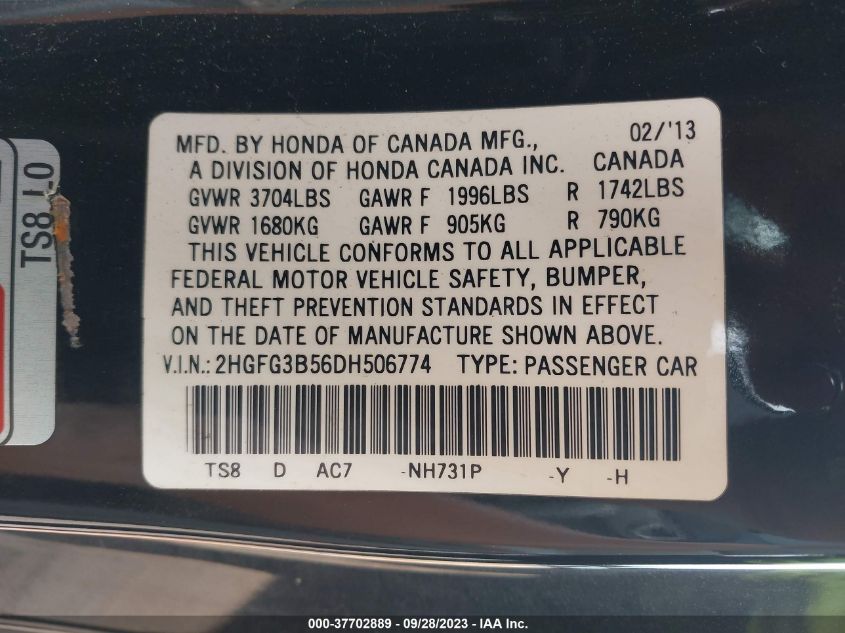 MFD. BY HONDA OF CANADA MFG., 02/'13
A DIVISION OF HONDA CANADA INC. CANADA
GVWR 3704LBS GAWR F 1996LBS R 1742LBS
GVWR 1680KG GAWR F 905KG R 790KG
THIS VEHICLE CONFORMS TO ALL APPLICABLE
FEDERAL MOTOR VEHICLE SAFETY, BUMPER,
AND THEFT PREVENTION STANDARDS IN EFFECT
ON THE DATE OF MANUFACTURE SHOWN ABOVE.
V.I.N.: 2HGFG3B56DH506774 TYPE: PASSENGER CAR
TS8 D AC7 -NH731P -Y -H
TS8 L0
000-37702889 - 09/28/2023 - IAA Inc.